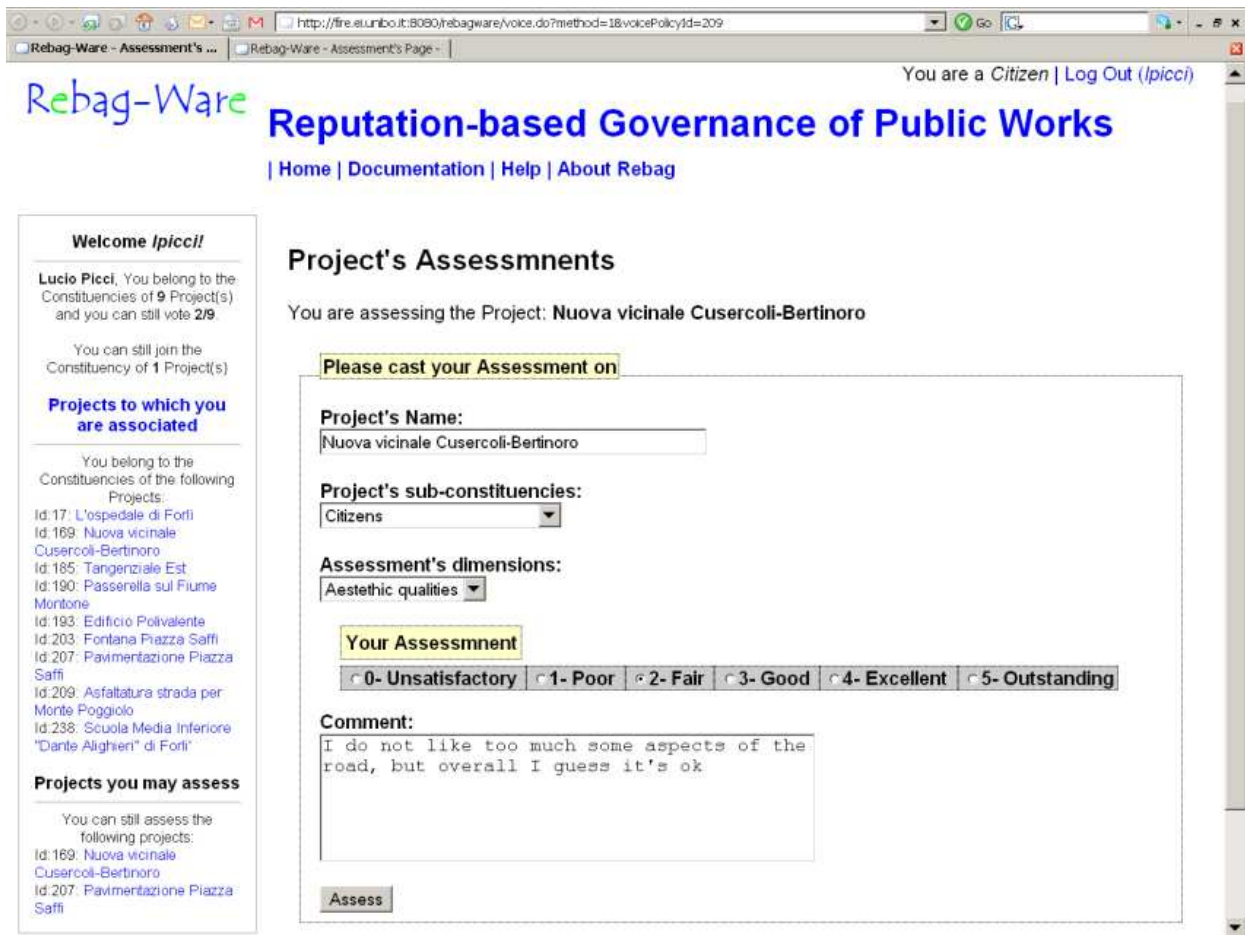 http://fire.ei.unibo.it:8080/rebagware/voice.do?method=1&voicePolicyId=209
Go
Rebag-Ware - Assessment's ...
Rebag-Ware - Assessment's Page -
You are a Citizen | Log Out (lpicci)
Rebag-Ware
Reputation-based Governance of Public Works
| Home | Documentation | Help | About Rebag
Welcome lpicci!
Lucio Picci, You belong to the
Constituencies of 9 Project(s)
and you can still vote 2/9.
You can still join the
Constituency of 1 Project(s)
Projects to which you
are associated
You belong to the
Constituencies of the following
Projects:
Id:17: L'ospedale di Forlì
Id:169: Nuova vicinale
Cusercoli-Bertinoro
Id:185: Tangenziale Est
Id:190: Passerella sul Fiume
Montone
Id:193: Edificio Polivalente
Id:203: Fontana Piazza Saffi
Id:207: Pavimentazione Piazza
Saffi
Id:209: Asfaltatura strada per
Monte Poggiolo
Id:238: Scuola Media Inferiore
"Dante Alighieri" di Forli'
Projects you may assess
You can still assess the
following projects:
Id:169: Nuova vicinale
Cusercoli-Bertinoro
Id:207: Pavimentazione Piazza
Saffi
Project's Assessmnents
You are assessing the Project: Nuova vicinale Cusercoli-Bertinoro
Please cast your Assessment on
Project's Name:
Nuova vicinale Cusercoli-Bertinoro
Project's sub-constituencies:
Citizens
Assessment's dimensions:
Aestethic qualities
Your Assessmnent
0- Unsatisfactory 1- Poor 2- Fair 3- Good 4- Excellent 5- Outstanding
Comment:
I do not like too much some aspects of the
road, but overall I guess it's ok
Assess